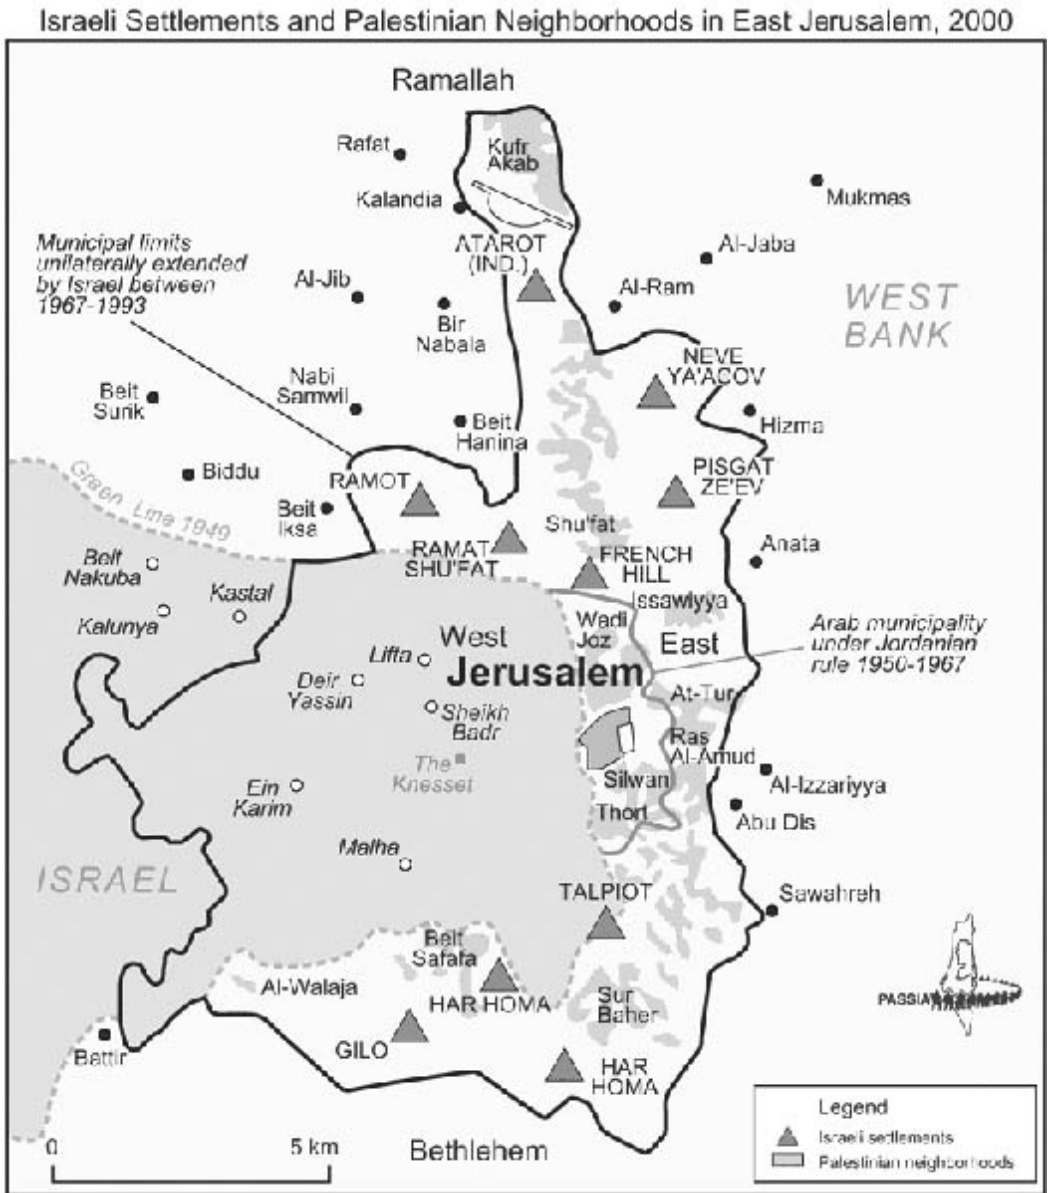 Israeli Settlements and Palestinian Neighborhoods in East Jerusalem, 2000
Ramallah
Rafat
Kufr
Akab
Kalandia
Mukmas
Municipal limits
unilaterally extended
by Israel between
1967-1993
ATAROT
(IND.)
Al-Jaba
Al-Jib
Al-Ram
WEST
BANK
Bir
Nabala
NEVE
YA'ACOV
Nabi
Samwil
Beit
Surik
Beit
Hanina
Hizma
Green Line 1949
Biddu
RAMOT
PISGAT
ZE'EV
Beit
Iksa
Shu'fat
Anata
RAMAT
SHU'FAT
FRENCH
HILL
Beit
Nakuba
Kastal
Kalunya
Issawiyya
Wadi
Joz
East
Arab municipality
under Jordanian
rule 1950-1967
West
Jerusalem
Lifta
Deir
Yassin
Sheikh
Badr
At-Tur
The
Knesset
Ras
Al-Amud
Ein
Karim
Silwan
Al-Izzariyya
Thort
Abu Dis
Malha
ISRAEL
TALPIOT
Sawahreh
Beit
Safafa
Al-Walaja
HAR HOMA
Sur
Baher
PASSIA
GILO
Battir
HAR
HOMA
Bethlehem
0 5 km
Legend
Israeli settlements
Palestinian neighborhoods